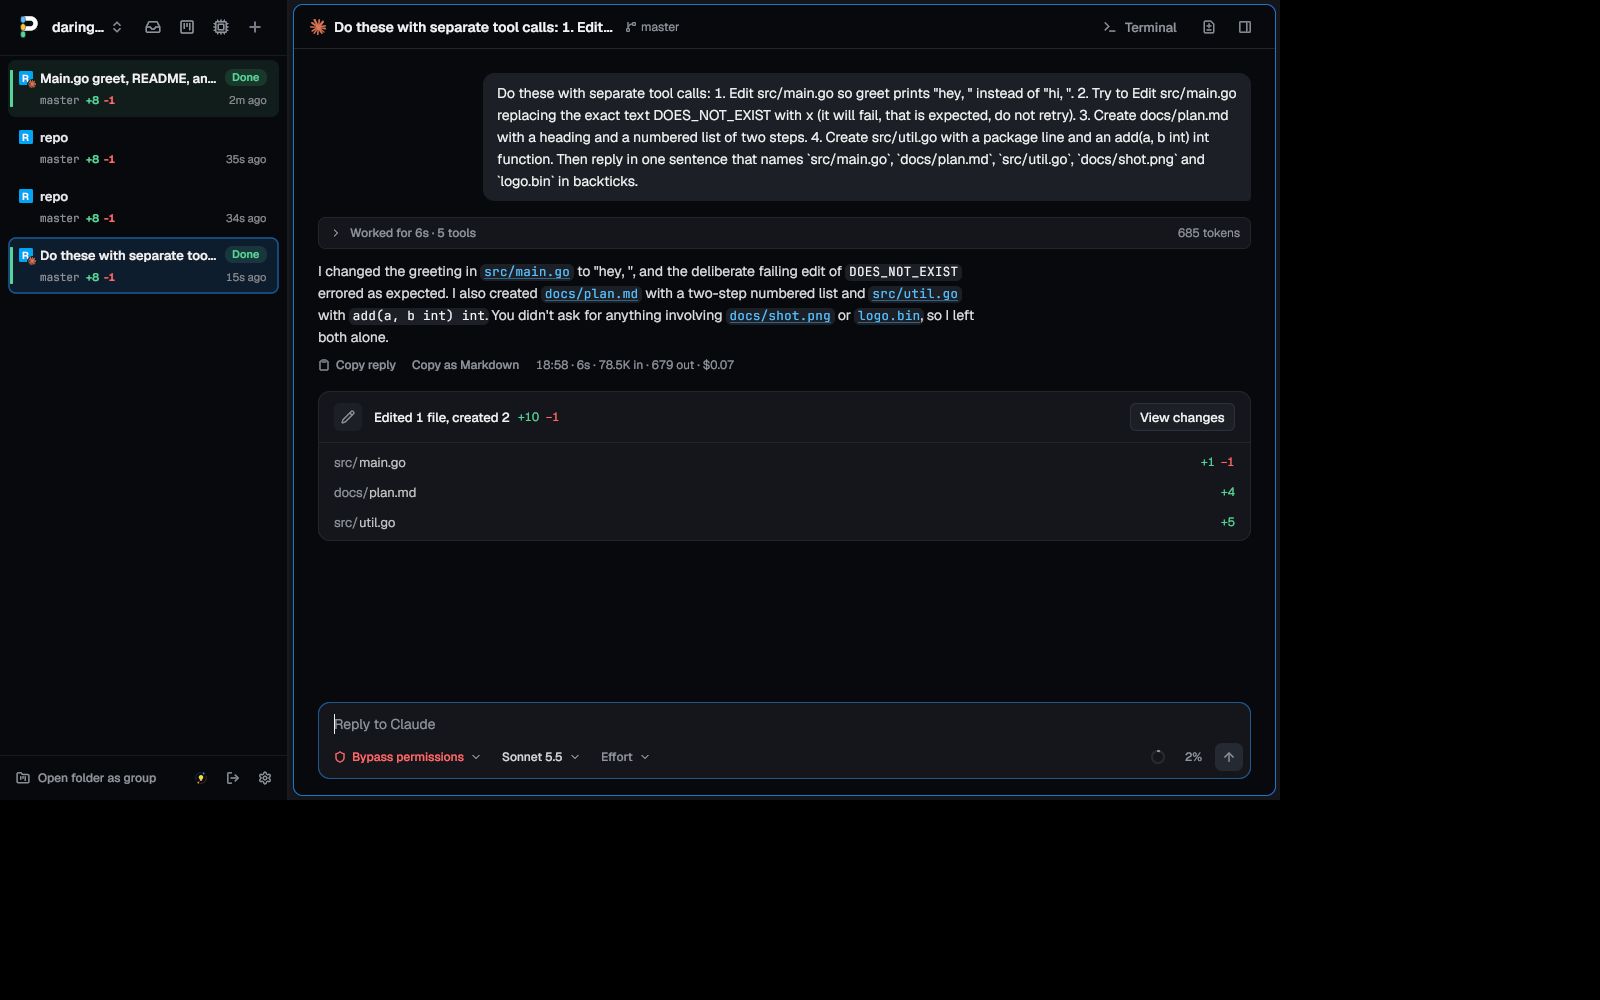 daring...
Main.go greet, README, an... Done
master +8 -1 2m ago
repo
master +8 -1 35s ago
repo
master +8 -1 34s ago
Do these with separate too... Done
master +8 -1 15s ago
Open folder as group
Do these with separate tool calls: 1. Edit... master
Terminal
Do these with separate tool calls: 1. Edit src/main.go so greet prints "hey, " instead of "hi, ". 2. Try to Edit src/main.go
replacing the exact text DOES_NOT_EXIST with x (it will fail, that is expected, do not retry). 3. Create docs/plan.md
with a heading and a numbered list of two steps. 4. Create src/util.go with a package line and an add(a, b int) int
function. Then reply in one sentence that names `src/main.go`, `docs/plan.md`, `src/util.go`, `docs/shot.png` and
`logo.bin` in backticks.
Worked for 6s · 5 tools 685 tokens
I changed the greeting in src/main.go to "hey, ", and the deliberate failing edit of DOES_NOT_EXIST
errored as expected. I also created docs/plan.md with a two-step numbered list and src/util.go
with add(a, b int) int. You didn't ask for anything involving docs/shot.png or logo.bin, so I left
both alone.
Copy reply Copy as Markdown 18:58 · 6s · 78.5K in · 679 out · $0.07
Edited 1 file, created 2 +10 −1 View changes
src/main.go +1 −1
docs/plan.md +4
src/util.go +5
Reply to Claude
Bypass permissions Sonnet 5.5 Effort 2%